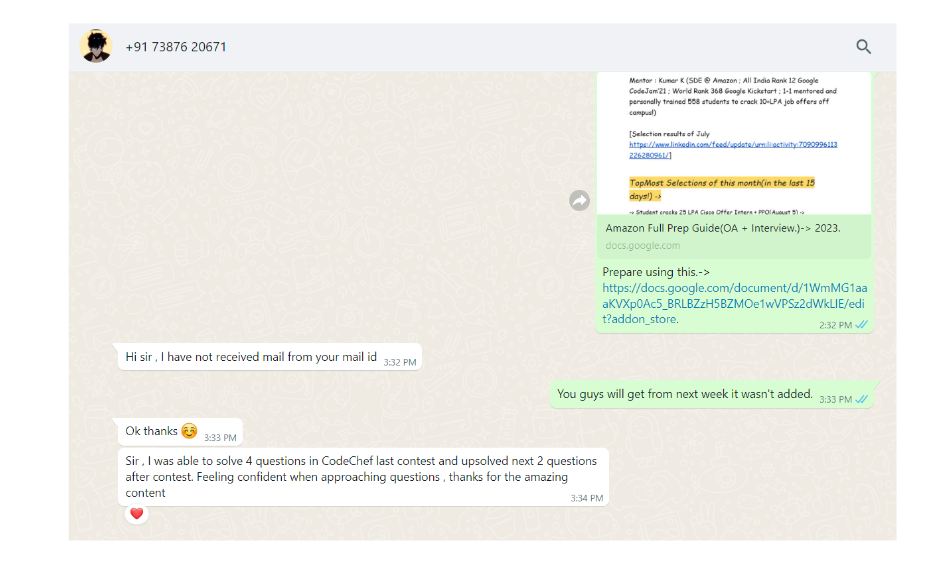 +91 73876 20671
Mentor : Kumar K (SDE @ Amazon ; All India Rank 12 Google
CodeJam'21 ; World Rank 368 Google Kickstart ; 1-1 mentored and
personally trained 558 students to crack 10+LPA job offers off
campus!)
[Selection results of July
https://www.linkedin.com/feed/update/urn:li:activity:7090996113
226280961/]
TopMost Selections of this month(in the last 15
days!) ->
-> Student cracks 25 LPA Cisco Offer Intern + PPO(August 5) ->
Amazon Full Prep Guide(OA + Interview.)-> 2023.
docs.google.com
Prepare using this.->
https://docs.google.com/document/d/1WmMG1aa
aKVXp0Ac5_BRLBZzH5BZMOe1wVPSz2dWkLIE/edi
t?addon_store.
2:32 PM
Hi sir , I have not received mail from your mail id 3:32 PM
You guys will get from next week it wasn't added. 3:33 PM
Ok thanks ☺️ 3:33 PM
Sir , I was able to solve 4 questions in CodeChef last contest and upsolved next 2 questions
after contest. Feeling confident when approaching questions , thanks for the amazing
content
3:34 PM